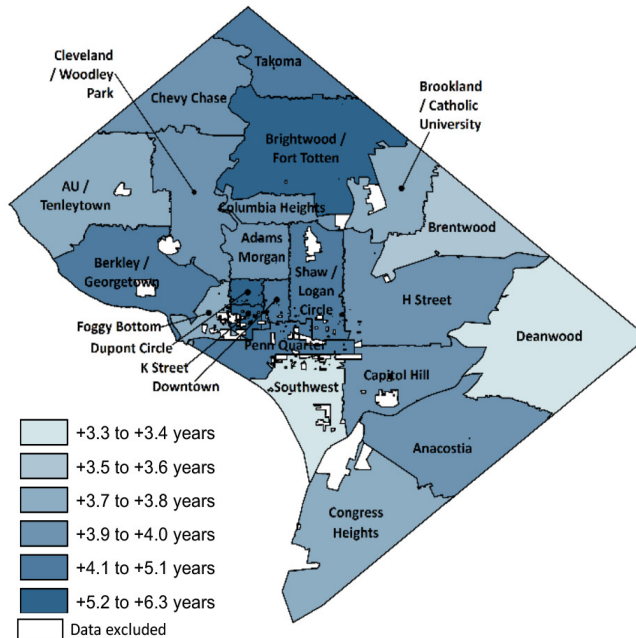 Takoma
Cleveland
/ Woodley
Park
Chevy Chase
Brookland
/ Catholic
University
Brightwood /
Fort Totten
AU /
Tenleytown
Columbia Heights
Brentwood
Adams
Morgan
Berkley /
Georgetown
Shaw /
Logan
Circle
H Street
Foggy Bottom
Dupont Circle
K Street
Downtown
Penn Quarter
Deanwood
Southwest
Capitol Hill
Anacostia
Congress
Heights
+3.3 to +3.4 years
+3.5 to +3.6 years
+3.7 to +3.8 years
+3.9 to +4.0 years
+4.1 to +5.1 years
+5.2 to +6.3 years
Data excluded